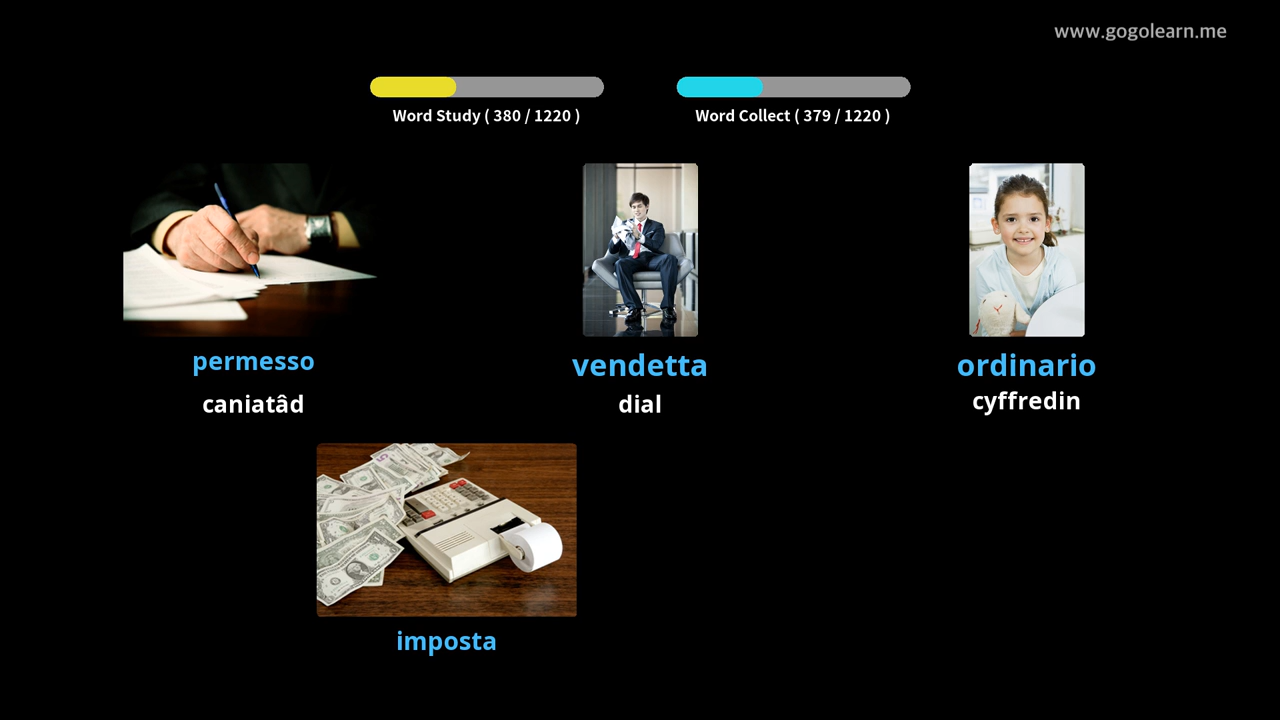 www.gogolearn.me
Word Study ( 380 / 1220 )
Word Collect ( 379 / 1220 )
permesso
caniatâd
vendetta
dial
ordinario
cyffredin
imposta